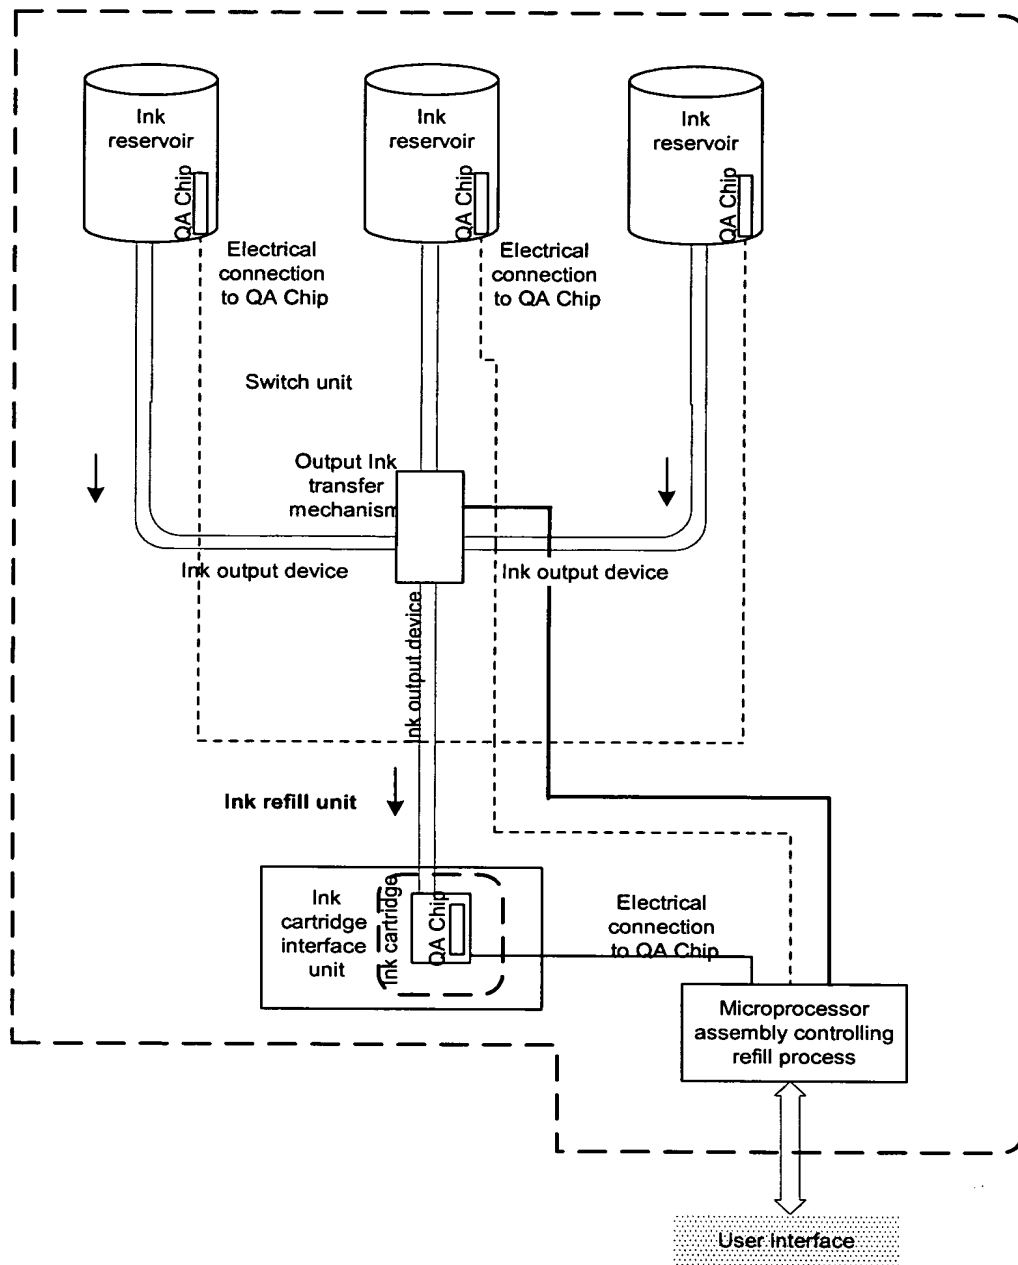 Ink
reservoir
QA Chip
Ink
reservoir
QA Chip
Ink
reservoir
QA Chip
Electrical
connection
to QA Chip
Electrical
connection
to QA Chip
Switch unit
Output Ink
transfer
mechanism
Ink output device
Ink output device
Ink output device
Ink refill unit
Ink
cartridge
interface
unit
Ink cartridge
QA Chip
Electrical
connection
to QA Chip
Microprocessor
assembly controlling
refill process
User Interface